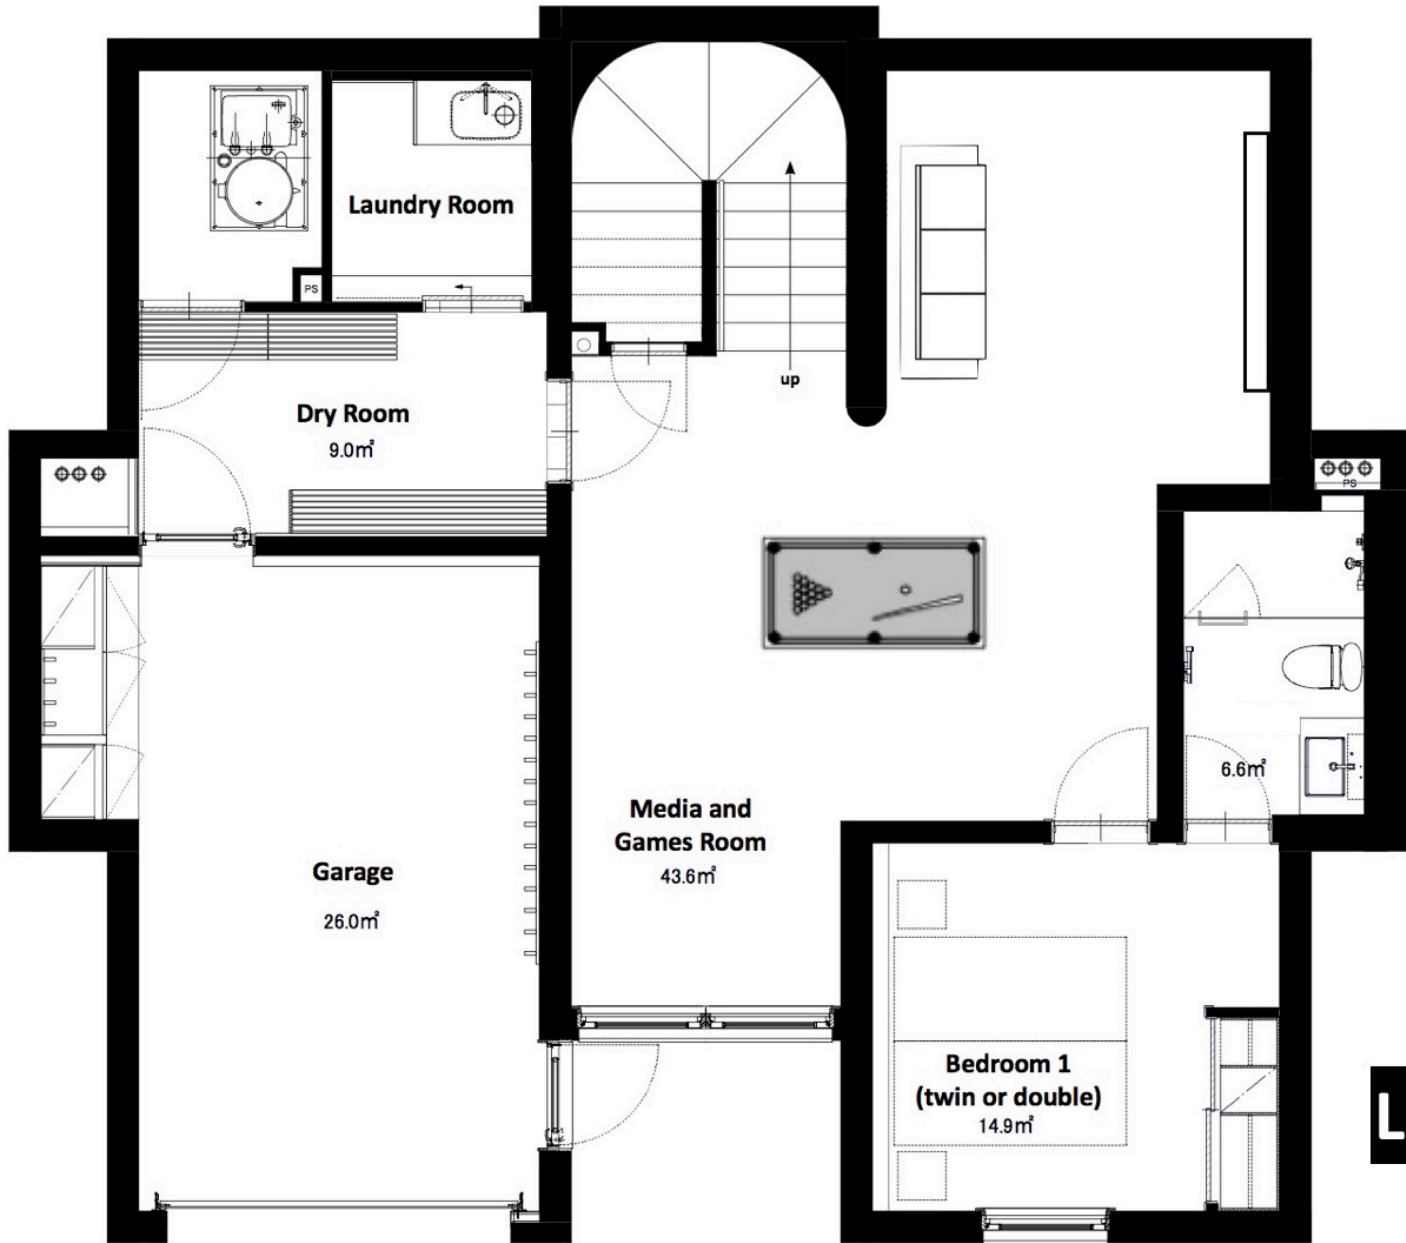 Laundry Room
PS
up
Dry Room
9.0㎡
PS
6.6㎡
Media and
Games Room
43.6㎡
Garage
26.0㎡
Bedroom 1
(twin or double)
14.9㎡